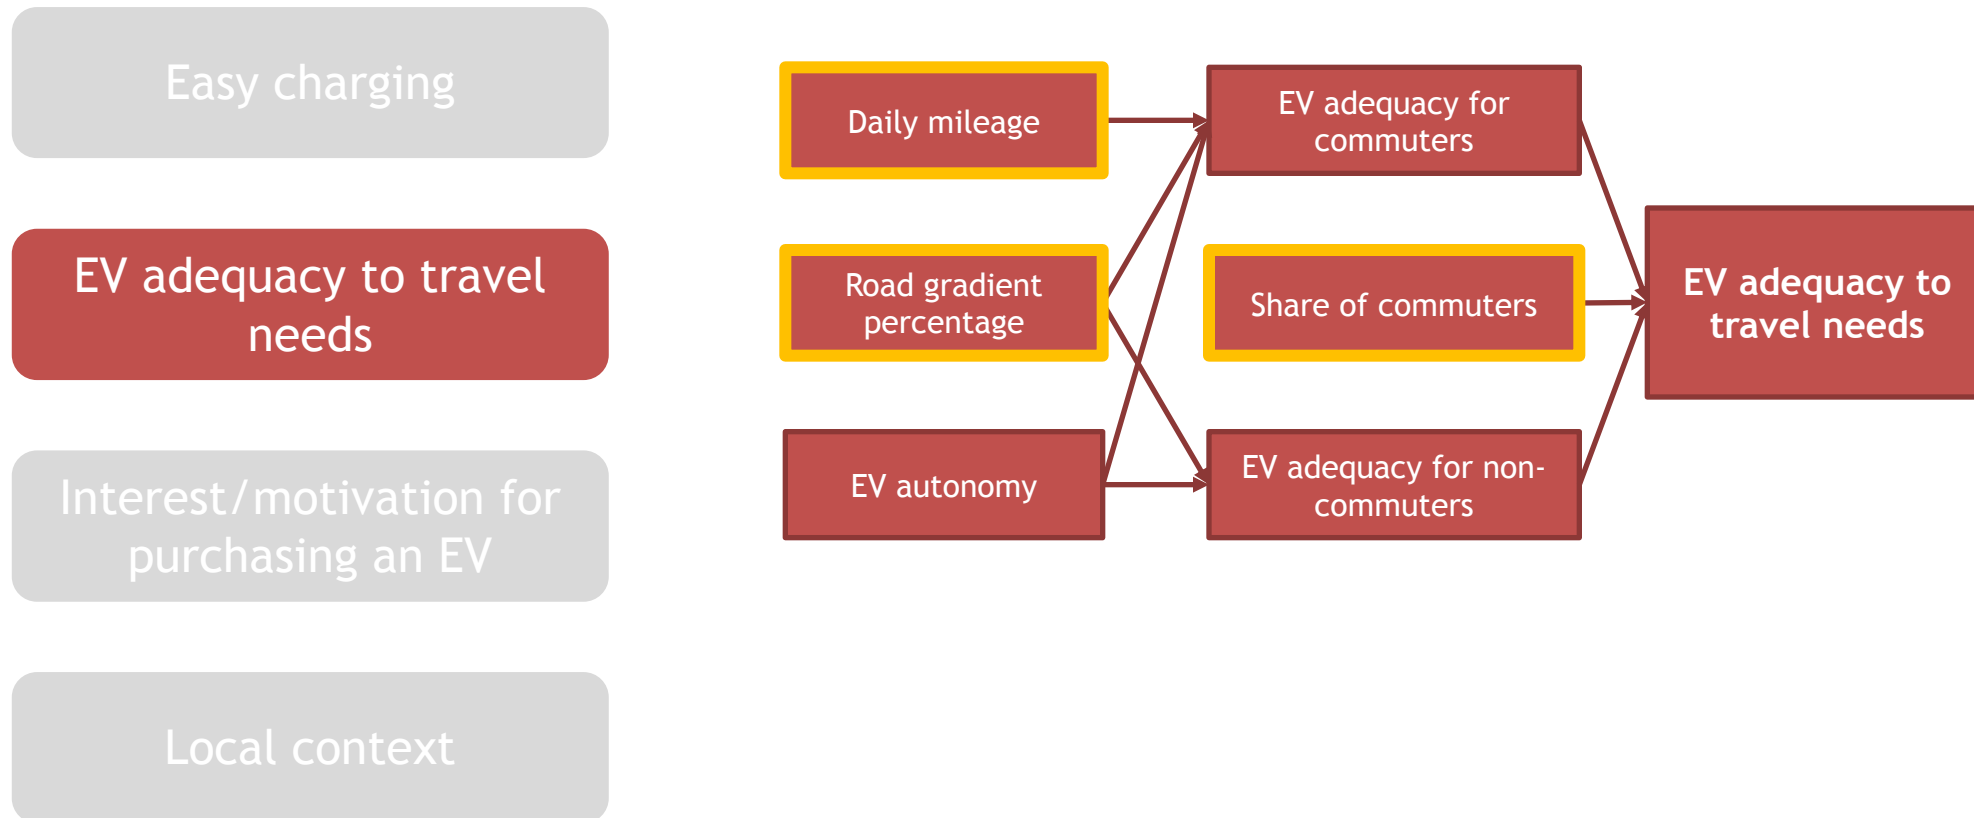 Easy charging
EV adequacy to travel
needs
Interest/motivation for
purchasing an EV
Local context
Daily mileage
Road gradient
percentage
EV autonomy
EV adequacy for
commuters
Share of commuters
EV adequacy for non-
commuters
EV adequacy to
travel needs